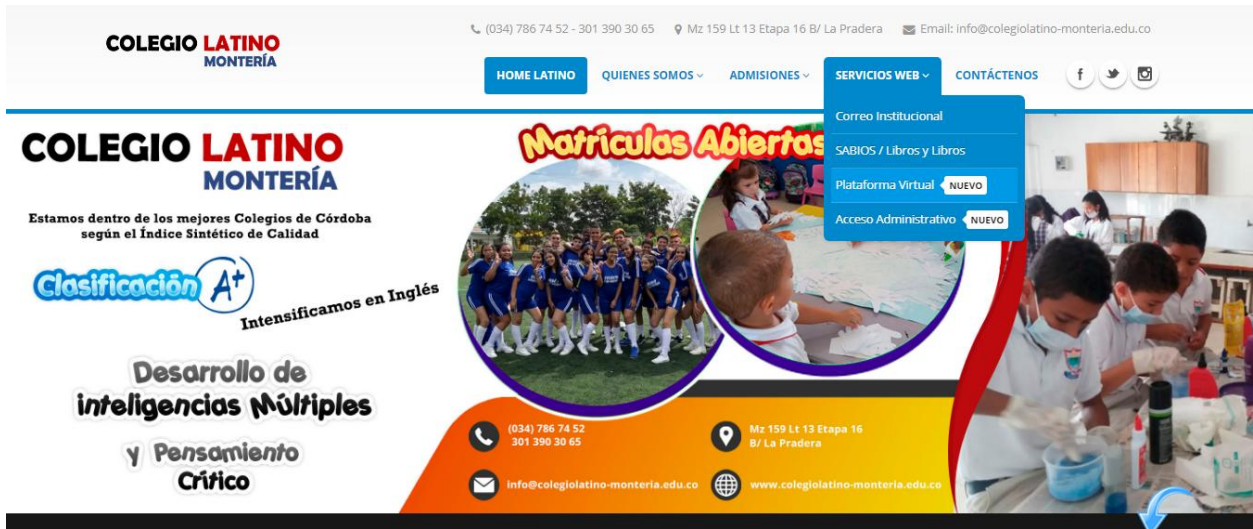 COLEGIO LATINO
MONTERÍA
(034) 786 74 52 - 301 390 30 65 Mz 159 Lt 13 Etapa 16 B/ La Pradera Email: info@colegiolatino-monteria.edu.co
HOME LATINO QUIENES SOMOS ADMISIONES SERVICIOS WEB CONTÁCTENOS
Correo Institucional
SABIOS / Libros y Libros
Plataforma Virtual NUEVO
Acceso Administrativo NUEVO
COLEGIO LATINO
MONTERÍA
Estamos dentro de los mejores Colegios de Córdoba
según el Índice Sintético de Calidad
Clasificación A+
Intensificamos en Inglés
Desarrollo de
inteligencias Múltiples
y Pensamiento
Crítico
Matrículas Abiertas
(034) 786 74 52
301 390 30 65
Mz 159 Lt 13 Etapa 16
B/ La Pradera
info@colegiolatino-monteria.edu.co
www.colegiolatino-monteria.edu.co